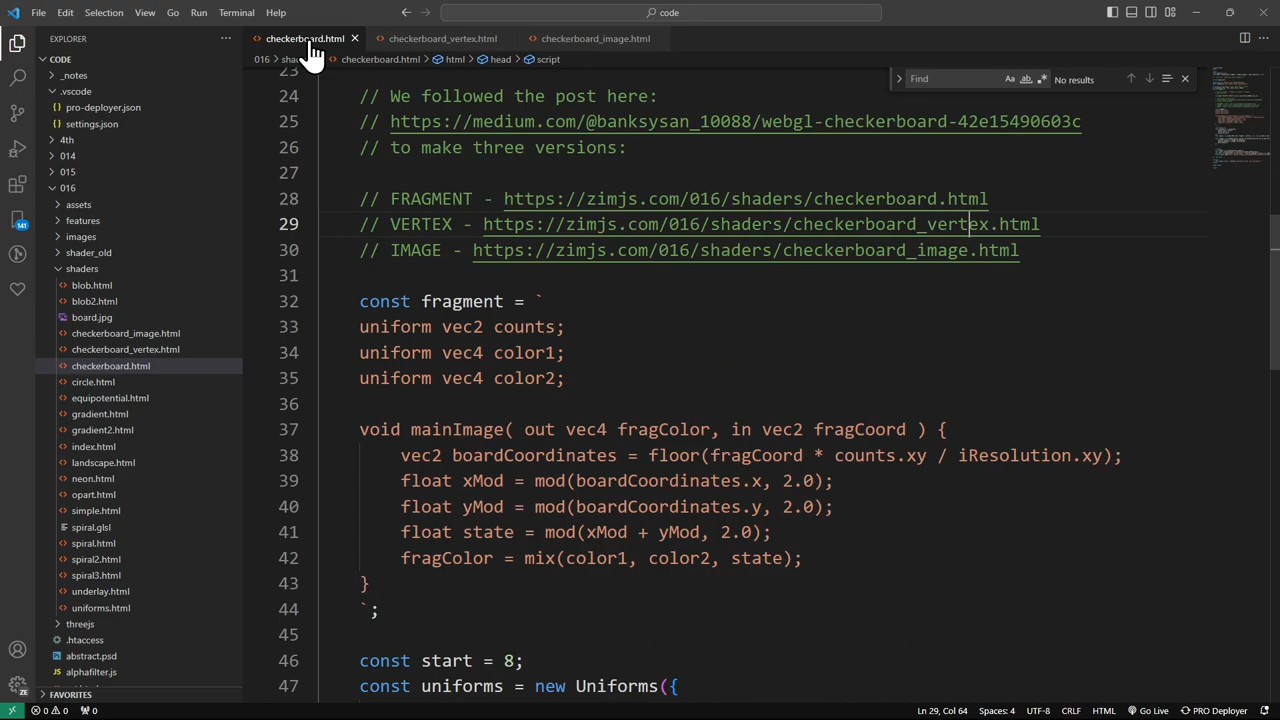 File Edit Selection View Go Run Terminal Help
code
EXPLORER
checkerboard.html
checkerboard_vertex.html
checkerboard_image.html
016 > shaders > checkerboard.html > html > head > script
Find
Aa
ab
.*
No results
CODE
_notes
.vscode
pro-deployer.json
settings.json
4th
014
015
016
assets
features
images
shader_old
shaders
blob.html
blob2.html
board.jpg
checkerboard_image.html
checkerboard_vertex.html
checkerboard.html
circle.html
equipotential.html
gradient.html
gradient2.html
index.html
landscape.html
neon.html
opart.html
simple.html
spiral.glsl
spiral.html
spiral2.html
spiral3.html
underlay.html
uniforms.html
threejs
.htaccess
abstract.psd
alphafilter.js
FAVORITES
141
23
24 // We followed the post here:
25 // https://medium.com/@banksysan_10088/webgl-checkerboard-42e15490603c
26 // to make three versions:
27
28 // FRAGMENT - https://zimjs.com/016/shaders/checkerboard.html
29 // VERTEX - https://zimjs.com/016/shaders/checkerboard_vertex.html
30 // IMAGE - https://zimjs.com/016/shaders/checkerboard_image.html
31
32 const fragment = `
33 uniform vec2 counts;
34 uniform vec4 color1;
35 uniform vec4 color2;
36
37 void mainImage( out vec4 fragColor, in vec2 fragCoord ) {
38 vec2 boardCoordinates = floor(fragCoord * counts.xy / iResolution.xy);
39 float xMod = mod(boardCoordinates.x, 2.0);
40 float yMod = mod(boardCoordinates.y, 2.0);
41 float state = mod(xMod + yMod, 2.0);
42 fragColor = mix(color1, color2, state);
43 }
44 `;
45
46 const start = 8;
47 const uniforms = new Uniforms({
ZE
0 0 0
Ln 29, Col 64 Spaces: 4 UTF-8 CRLF HTML Go Live PRO Deployer